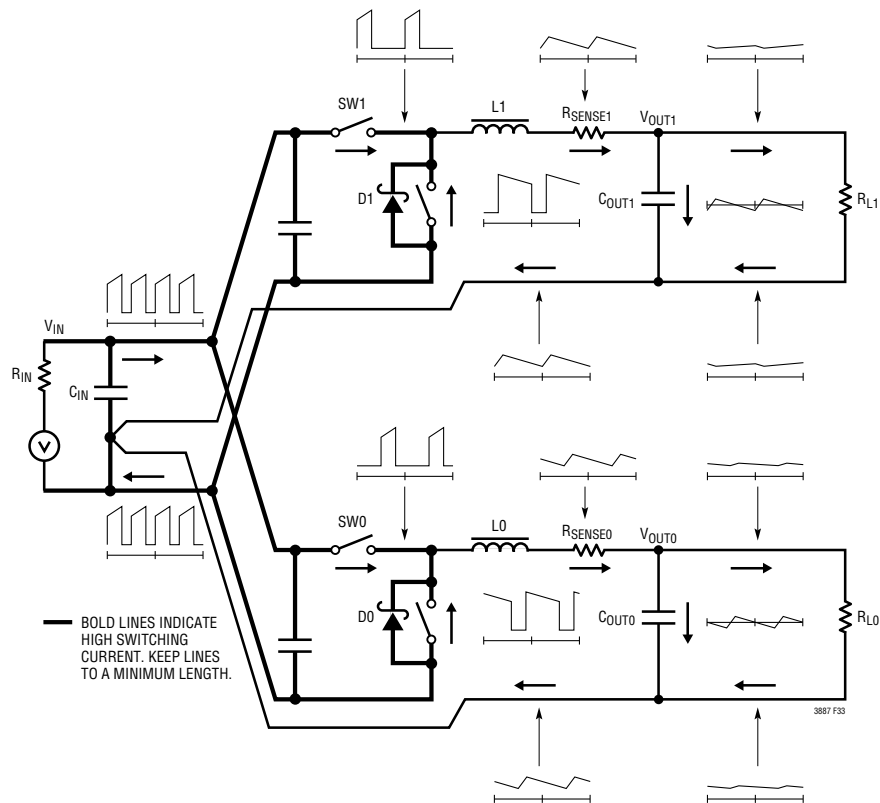 SW1
L1
RSENSE1
VOUT1
D1
COUT1
RL1
VIN
RIN
CIN
V
SW0
L0
RSENSE0
VOUT0
D0
COUT0
RL0
BOLD LINES INDICATE
HIGH SWITCHING
CURRENT. KEEP LINES
TO A MINIMUM LENGTH.
3887 F33